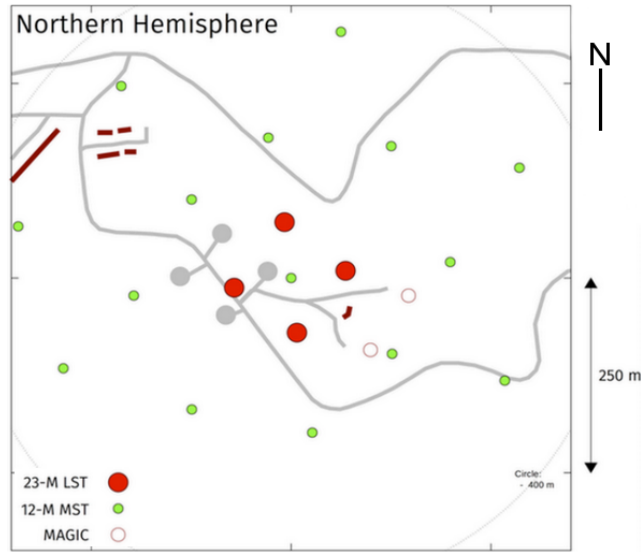 Northern Hemisphere
N
250 m
23-M LST
12-M MST
MAGIC
Circle:
- 400 m